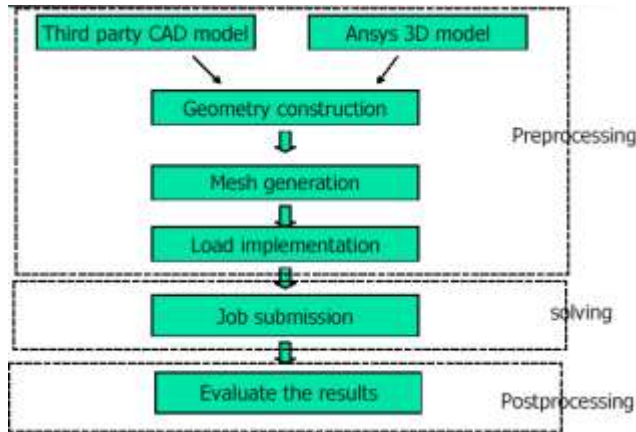 Third party CAD model
Ansys 3D model
Geometry construction
Preprocessing
Mesh generation
Load implementation
Job submission
solving
Evaluate the results
Postprocessing